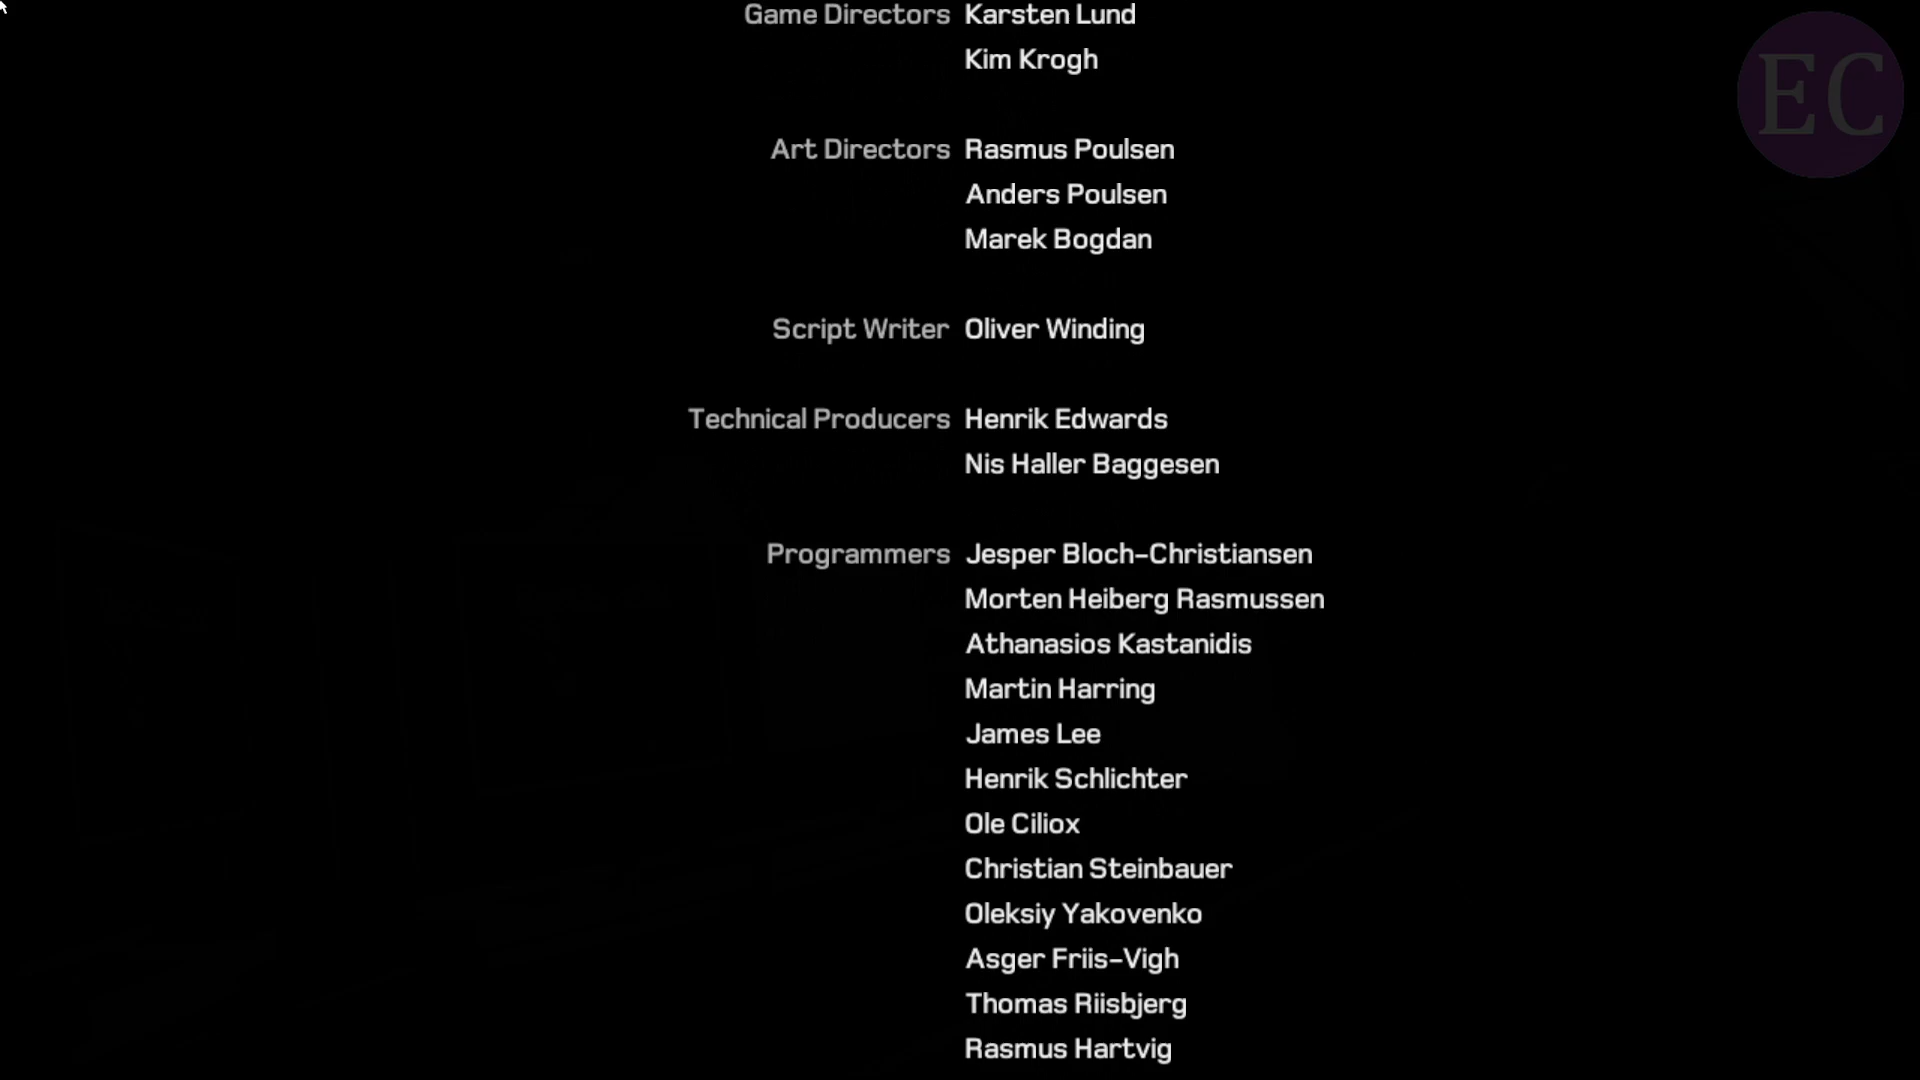 Game Directors Karsten Lund
Kim Krogh
Art Directors Rasmus Poulsen
Anders Poulsen
Marek Bogdan
Script Writer Oliver Winding
Technical Producers Henrik Edwards
Nis Haller Baggesen
Programmers Jesper Bloch-Christiansen
Morten Heiberg Rasmussen
Athanasios Kastanidis
Martin Harring
James Lee
Henrik Schlichter
Ole Ciliox
Christian Steinbauer
Oleksiy Yakovenko
Asger Friis-Vigh
Thomas Riisbjerg
Rasmus Hartvig
EC